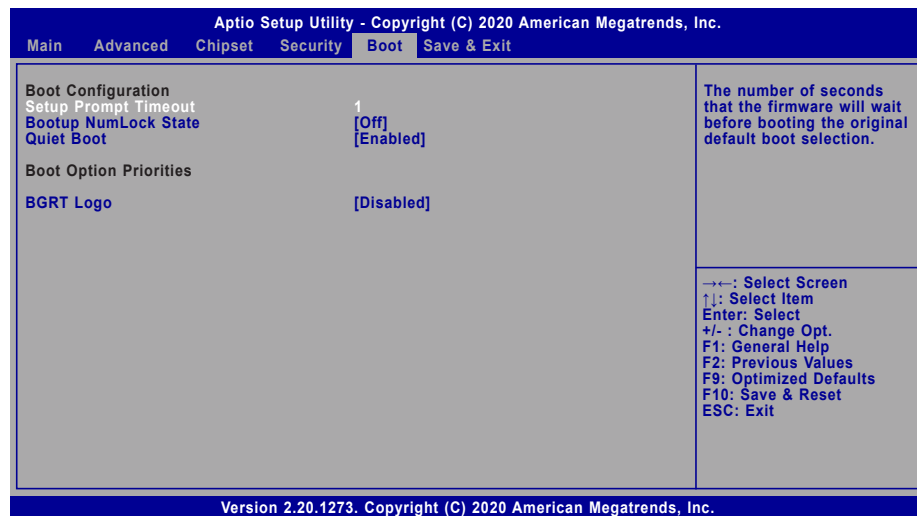 Aptio Setup Utility - Copyright (C) 2020 American Megatrends, Inc.
Main Advanced Chipset Security Boot Save & Exit
Boot Configuration
Setup Prompt Timeout 1
Bootup NumLock State [Off]
Quiet Boot [Enabled]
Boot Option Priorities
BGRT Logo [Disabled]
The number of seconds
that the firmware will wait
before booting the original
default boot selection.
→←: Select Screen
↑↓: Select Item
Enter: Select
+/- : Change Opt.
F1: General Help
F2: Previous Values
F9: Optimized Defaults
F10: Save & Reset
ESC: Exit
Version 2.20.1273. Copyright (C) 2020 American Megatrends, Inc.